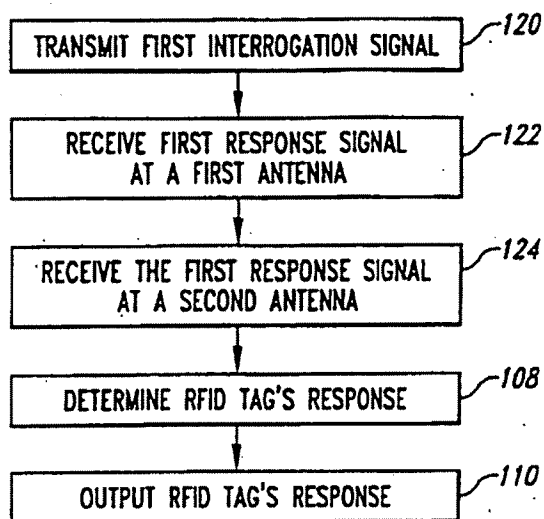 TRANSMIT FIRST INTERROGATION SIGNAL
120
RECEIVE FIRST RESPONSE SIGNAL
AT A FIRST ANTENNA
122
RECEIVE THE FIRST RESPONSE SIGNAL
AT A SECOND ANTENNA
124
DETERMINE RFID TAG'S RESPONSE
108
OUTPUT RFID TAG'S RESPONSE
110